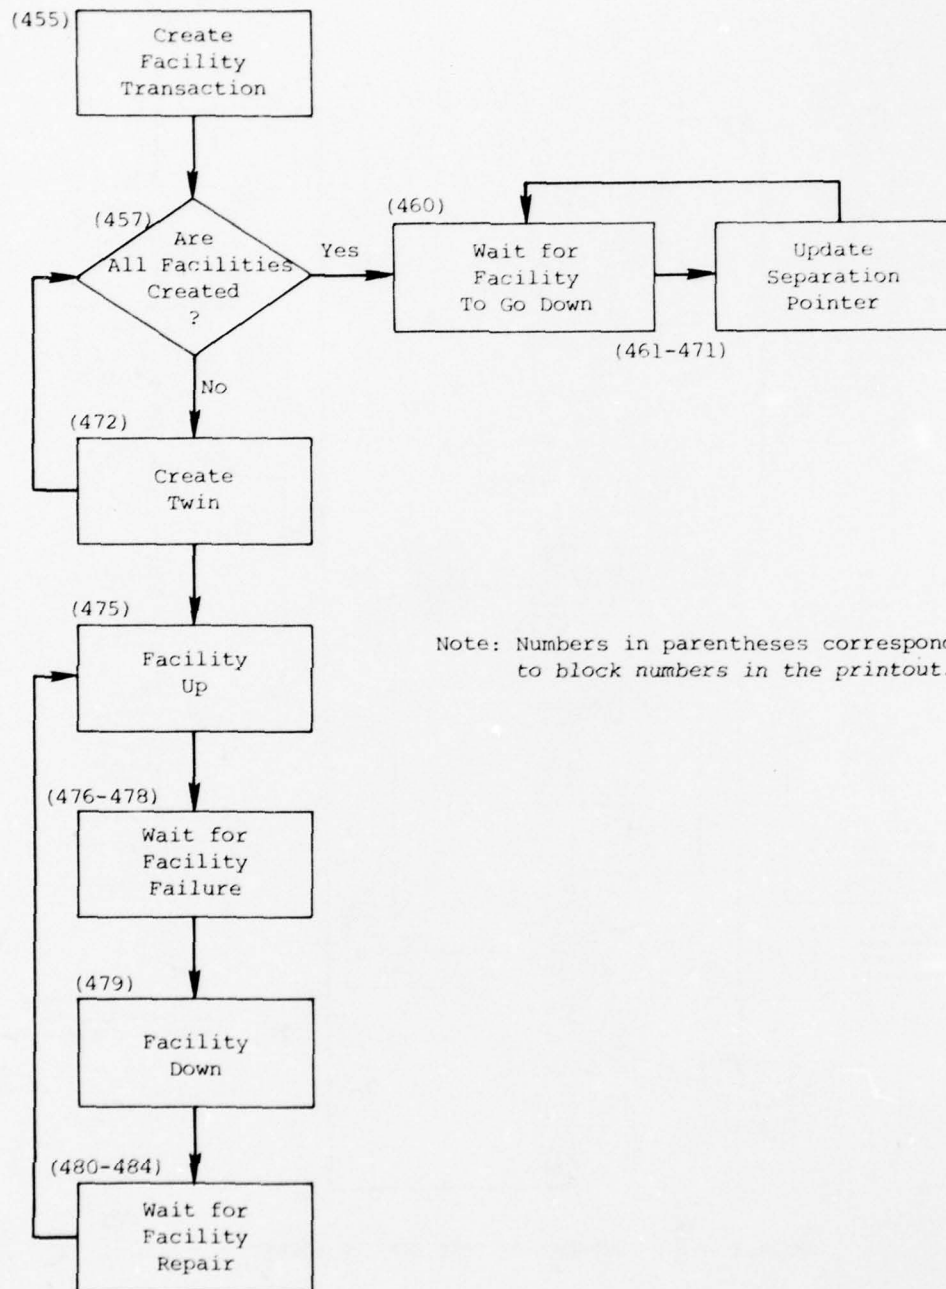 (455)
Create
Facility
Transaction
(457)
Are
All Facilities
Created
?
Yes
No
(460)
Wait for
Facility
To Go Down
(461-471)
Update
Separation
Pointer
(472)
Create
Twin
(475)
Facility
Up
Note: Numbers in parentheses correspond
to block numbers in the printout.
(476-478)
Wait for
Facility
Failure
(479)
Facility
Down
(480-484)
Wait for
Facility
Repair